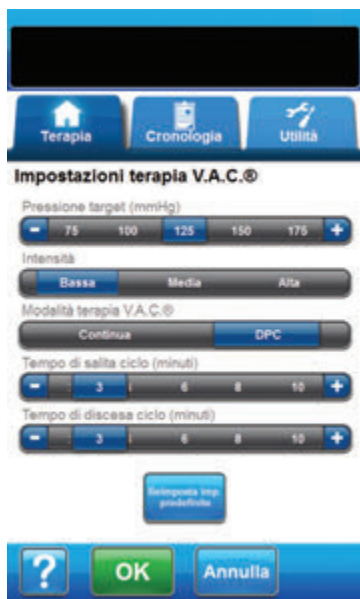 Terapia Cronologia Utilità
Impostazioni terapia V.A.C.®
Pressione target (mmHg)
- 75 100 125 150 175 +
Intensità
Bassa Media Alta
Modalità terapia V.A.C.®
Continua DPC
Tempo di salita ciclo (minuti)
- 3 6 8 10 +
Tempo di discesa ciclo (minuti)
- 3 6 8 10 +
Reimposta imp.
predefinite
? OK Annulla